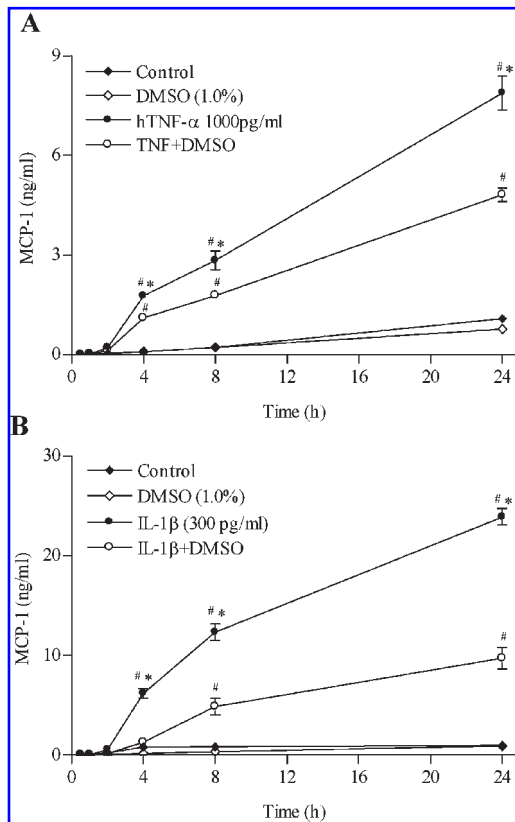 A
9
Control
DMSO (1.0%)
hTNF-α 1000pg/ml
TNF+DMSO
# *
6
#
MCP-1 (ng/ml)
3
# *
# *
#
#
0
0 4 8 12 16 20 24
Time (h)
B
30
Control
DMSO (1.0%)
IL-1β (300 pg/ml)
IL-1β+DMSO
# *
20
MCP-1 (ng/ml)
# *
10
# *
#
#
0
0 4 8 12 16 20 24
Time (h)